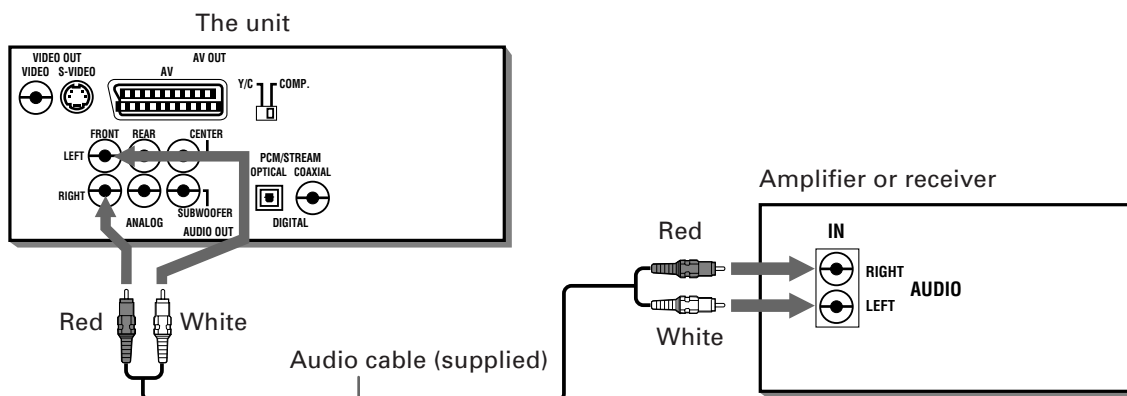 The unit
VIDEO OUT
VIDEO S-VIDEO
AV OUT
AV
Y/C COMP.
FRONT REAR CENTER
LEFT
RIGHT
ANALOG
SUBWOOFER
AUDIO OUT
PCM/STREAM
OPTICAL COAXIAL
DIGITAL
Red White
Audio cable (supplied)
Amplifier or receiver
Red
White
IN
RIGHT
LEFT
AUDIO